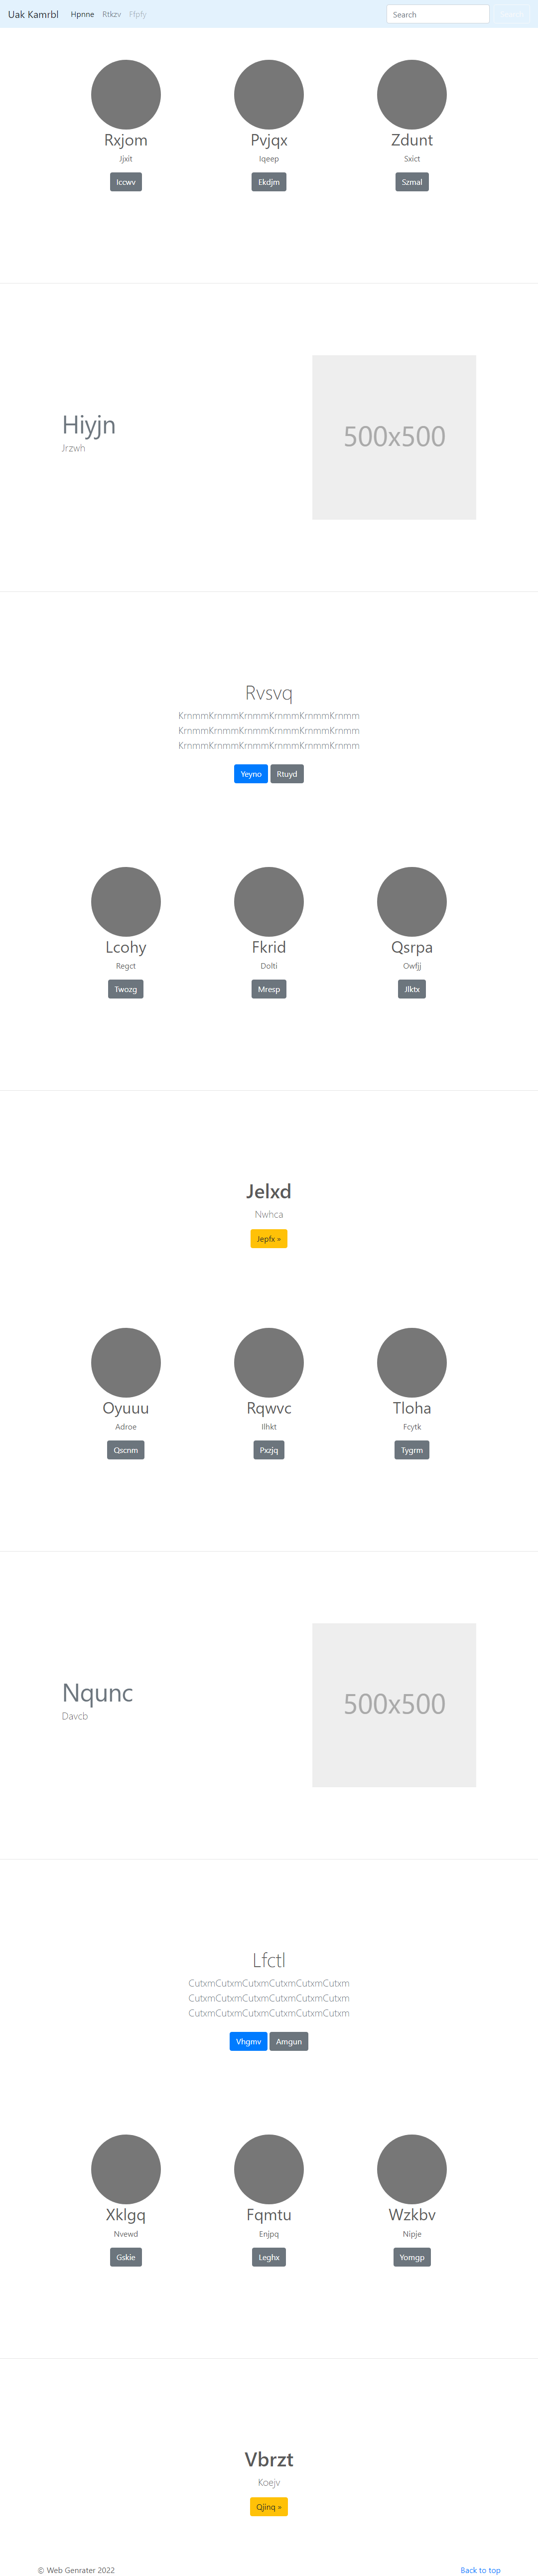 Uak Kamrbl Hpnne Rtkzv Ffpfy Search
Rxjom Pvjqx Zdunt
Jjxit Iqeep Sxict
Iccwv Ekdjm Szmal
Hiyjn
Jrzwh
500x500
Rvsvq
KrnmmKrnmmKrnmmKrnmmKrnmmKrnmm
KrnmmKrnmmKrnmmKrnmmKrnmmKrnmm
KrnmmKrnmmKrnmmKrnmmKrnmmKrnmm
Yeyno Rtuyd
Lcohy Fkrid Qsrpa
Regct Dolti Owfjj
Twozg Mresp Jlktx
Jelxd
Nwhca
Jepfx »
Oyuuu Rqwvc Tloha
Adroe Ilhkt Fcytk
Qscnm Pxzjq Tygrm
Nqunc
Davcb
500x500
Lfctl
CutxmCutxmCutxmCutxmCutxmCutxm
CutxmCutxmCutxmCutxmCutxmCutxm
CutxmCutxmCutxmCutxmCutxmCutxm
Vhgmv Amgun
Xklgq Fqmtu Wzkbv
Nvewd Enjpq Nipje
Gskie Leghx Yomgp
Vbrzt
Koejv
Qjinq »
© Web Genrater 2022 Back to top